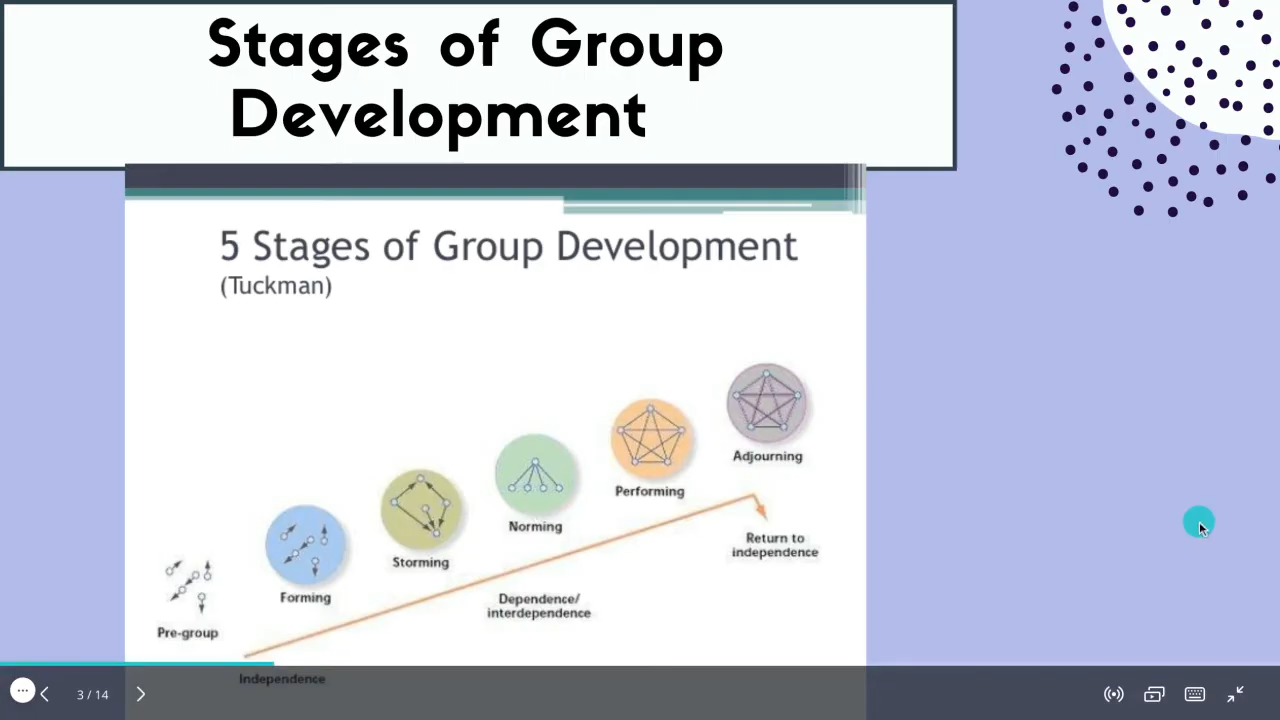 Stages of Group
Development
5 Stages of Group Development
(Tuckman)
Adjourning
Performing
Norming
Storming
Forming
Pre-group
Return to
independence
Dependence/
interdependence
Independence
3 / 14